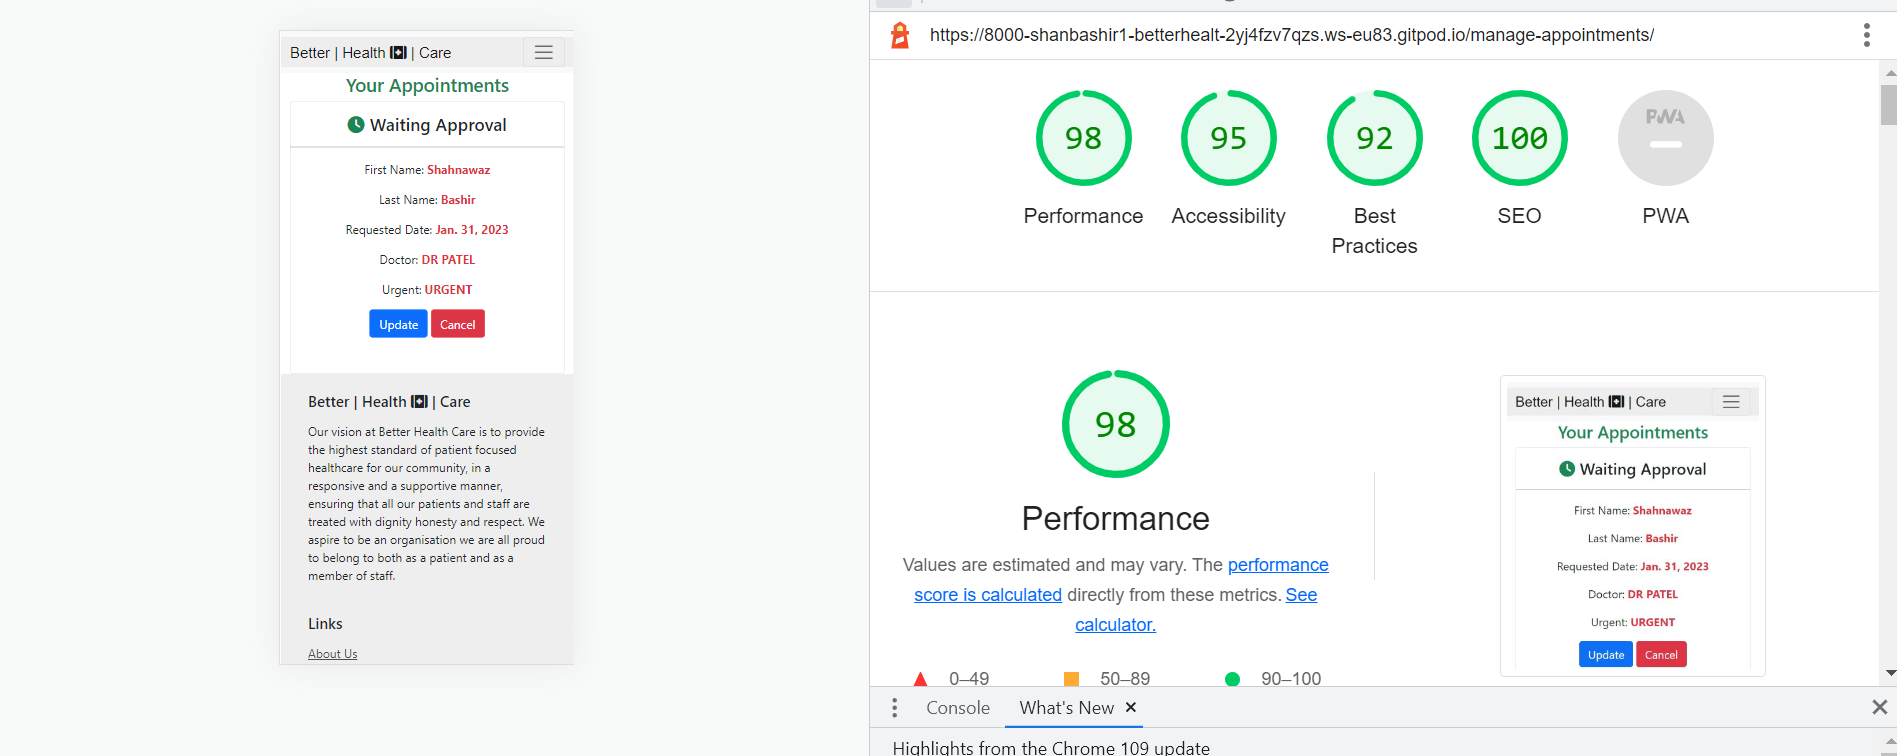 Better | Health | Care
Your Appointments
Waiting Approval
First Name: Shahnawaz
Last Name: Bashir
Requested Date: Jan. 31, 2023
Doctor: DR PATEL
Urgent: URGENT
Update Cancel
Better | Health | Care
Our vision at Better Health Care is to provide
the highest standard of patient focused
healthcare for our community, in a
responsive and a supportive manner,
ensuring that all our patients and staff are
treated with dignity honesty and respect. We
aspire to be an organisation we are all proud
to belong to both as a patient and as a
member of staff.
Links
About Us
https://8000-shanbashir1-betterhealt-2yj4fzv7qzs.ws-eu83.gitpod.io/manage-appointments/
98 95 92 100 PWA
Performance Accessibility Best Practices SEO PWA
98
Performance
Values are estimated and may vary. The performance
score is calculated directly from these metrics. See
calculator.
0–49 50–89 90–100
Better | Health | Care
Your Appointments
Waiting Approval
First Name: Shahnawaz
Last Name: Bashir
Requested Date: Jan. 31, 2023
Doctor: DR PATEL
Urgent: URGENT
Update Cancel
Console What's New
Highlights from the Chrome 109 update